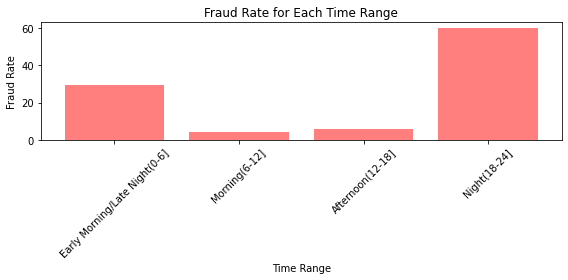 Fraud Rate for Each Time Range
Fraud Rate
60
40
20
0
Early Morning/Late Night(0-6]
Morning(6-12]
Afternoon(12-18]
Night(18-24]
Time Range